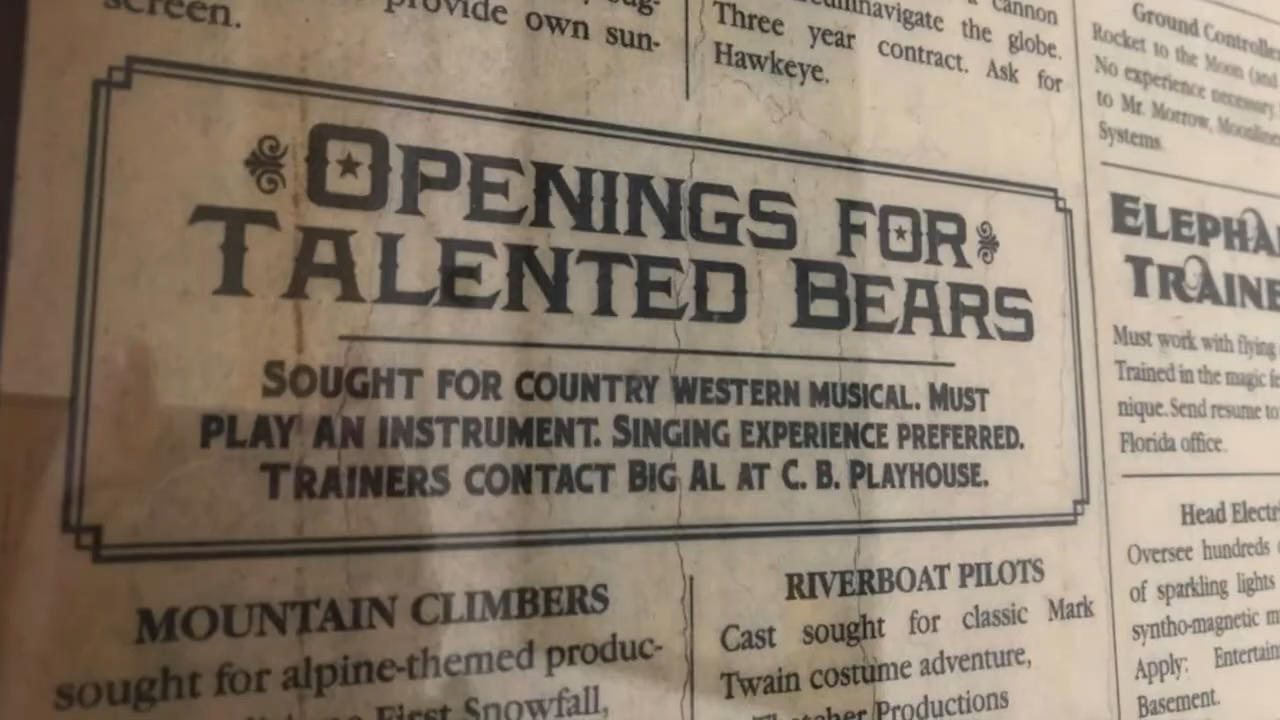 screen.
provide own sun-
cannon
navigate the globe.
Three year contract. Ask for
Hawkeye.
Ground Controlle
Rocket to the Moon (and
No experience necessary.
to Mr. Morrow, Moonline
Systems.
OPENINGS FOR
TALENTED BEARS
SOUGHT FOR COUNTRY WESTERN MUSICAL. MUST
PLAY AN INSTRUMENT. SINGING EXPERIENCE PREFERRED.
TRAINERS CONTACT BIG AL AT C. B. PLAYHOUSE.
ELEPHA
TRAINE
Must work with flying
Trained in the magic fe
nique. Send resume to
Florida office.
MOUNTAIN CLIMBERS
sought for alpine-themed produc-
First Snowfall,
RIVERBOAT PILOTS
Cast sought for classic Mark
Twain costume adventure,
Productions
Head Electri
Oversee hundreds
of sparkling lights
syntho-magnetic m
Apply: Entertain
Basement.